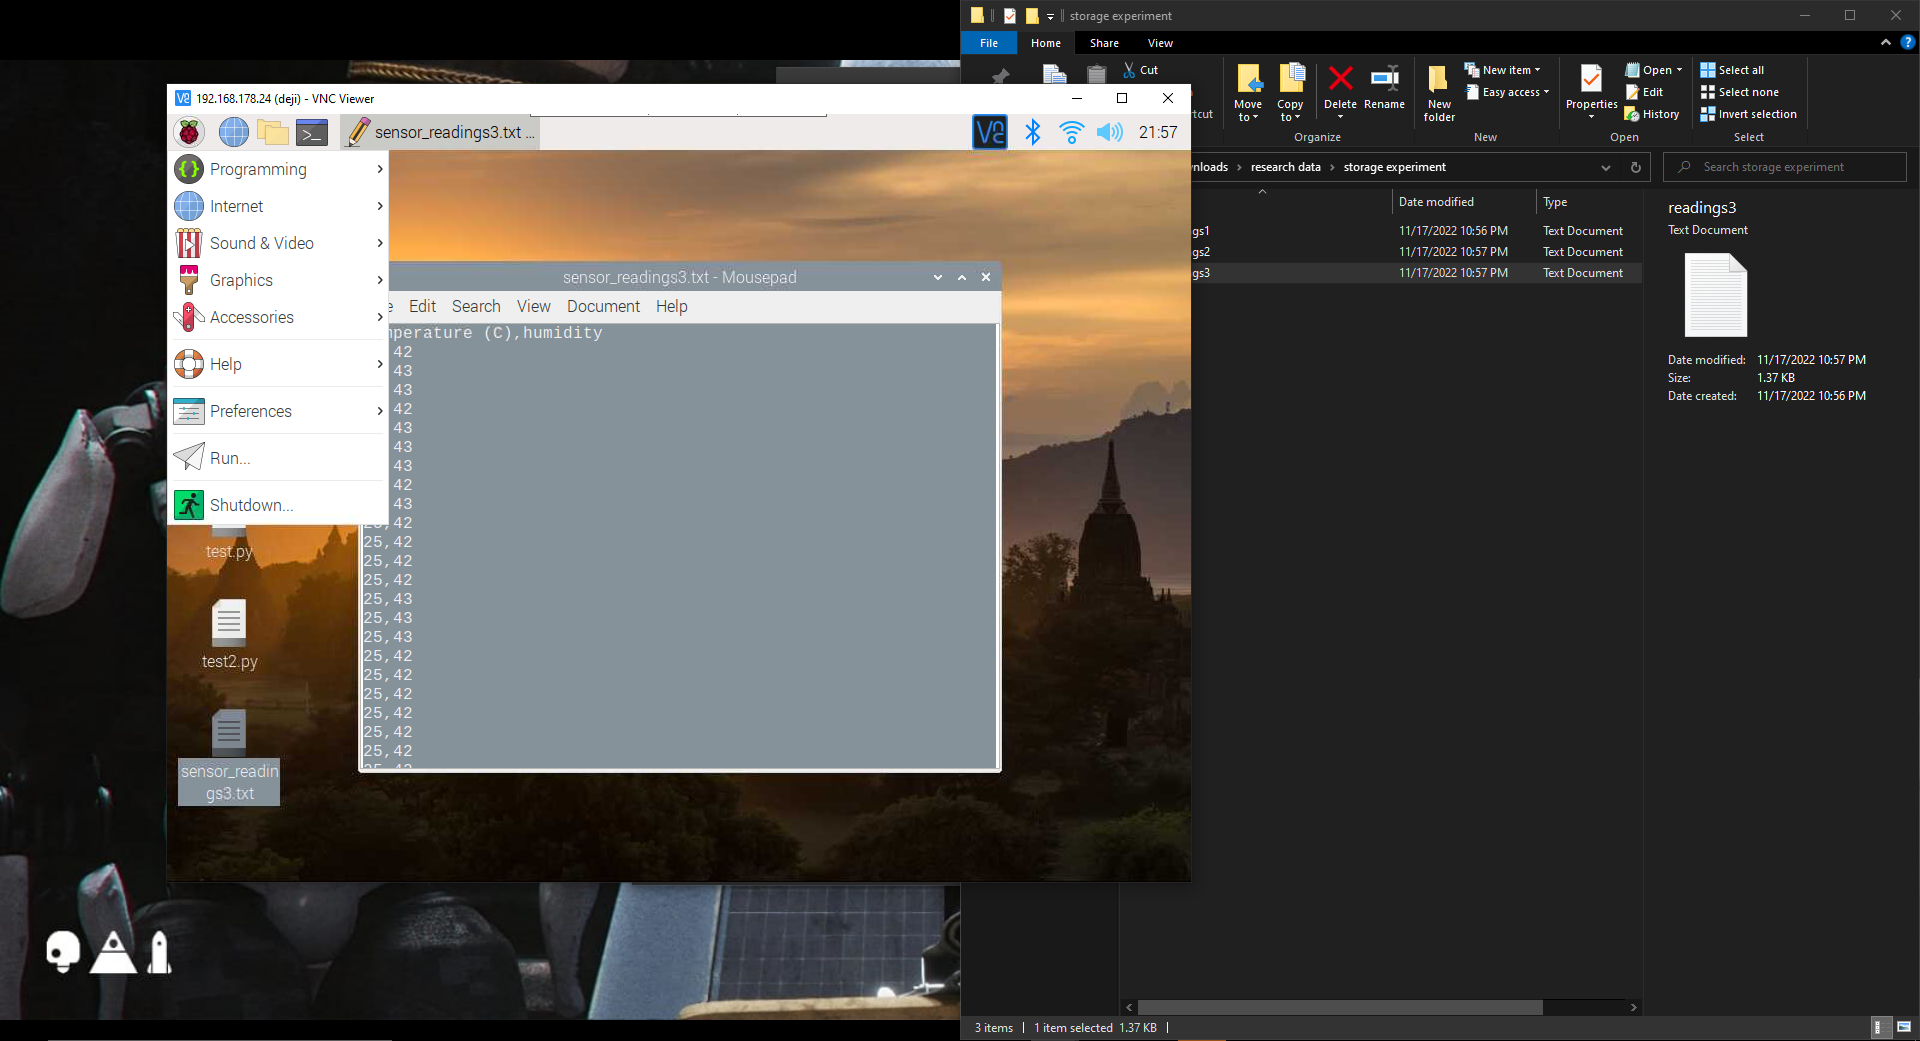 192.168.178.24 (deji) - VNC Viewer
sensor_readings3.txt ...
21:57
Programming
Internet
Sound & Video
Graphics
Accessories
Help
Preferences
Run...
Shutdown...
test.py
test2.py
sensor_readin
gs3.txt
sensor_readings3.txt - Mousepad
e Edit Search View Document Help
mperature (C),humidity
42
43
43
42
43
43
43
42
43
25,42
25,42
25,42
25,42
25,43
25,43
25,43
25,42
25,42
25,42
25,42
25,42
25,42
storage experiment
File Home Share View
Cut
rtcut
Move
to
Copy
to
Delete
Rename
Organize
New
folder
New item
Easy access
New
Properties
Open
Edit
History
Open
Select all
Select none
Invert selection
Select
wnloads > research data > storage experiment
Search storage experiment
Date modified Type
gs1 11/17/2022 10:56 PM Text Document
gs2 11/17/2022 10:57 PM Text Document
gs3 11/17/2022 10:57 PM Text Document
readings3
Text Document
Date modified: 11/17/2022 10:57 PM
Size: 1.37 KB
Date created: 11/17/2022 10:56 PM
3 items 1 item selected 1.37 KB